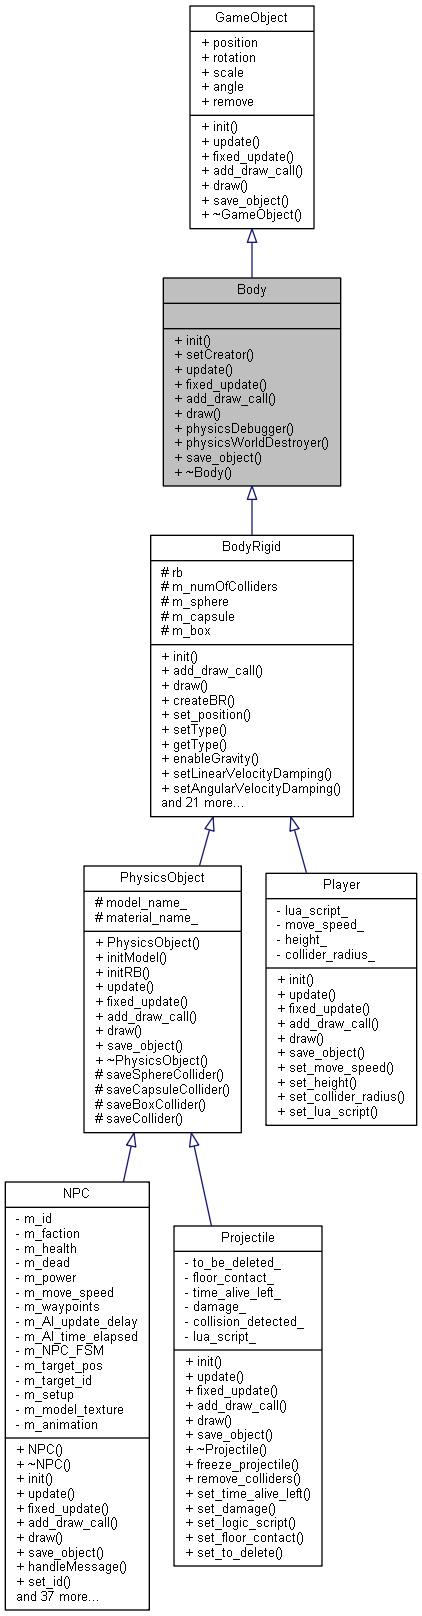 GameObject
+ position
+ rotation
+ scale
+ angle
+ remove
+ init()
+ update()
+ fixed_update()
+ add_draw_call()
+ draw()
+ save_object()
+ ~GameObject()
Body
+ init()
+ setCreator()
+ update()
+ fixed_update()
+ add_draw_call()
+ draw()
+ physicsDebugger()
+ physicsWorldDestroyer()
+ save_object()
+ ~Body()
BodyRigid
# rb
# m_numOfColliders
# m_sphere
# m_capsule
# m_box
+ init()
+ add_draw_call()
+ draw()
+ createBR()
+ set_position()
+ setType()
+ getType()
+ enableGravity()
+ setLinearVelocityDamping()
+ setAngularVelocityDamping()
and 21 more...
PhysicsObject
# model_name_
# material_name_
+ PhysicsObject()
+ initModel()
+ initRB()
+ update()
+ fixed_update()
+ add_draw_call()
+ draw()
+ save_object()
+ ~PhysicsObject()
# saveSphereCollider()
# saveCapsuleCollider()
# saveBoxCollider()
# saveCollider()
Player
- lua_script_
- move_speed_
- height_
- collider_radius_
+ init()
+ update()
+ fixed_update()
+ add_draw_call()
+ draw()
+ save_object()
+ set_move_speed()
+ set_height()
+ set_collider_radius()
+ set_lua_script()
NPC
- m_id
- m_faction
- m_health
- m_dead
- m_power
- m_move_speed
- m_waypoints
- m_AI_update_delay
- m_AI_time_elapsed
- m_NPC_FSM
- m_target_pos
- m_target_id
- m_setup
- m_model_texture
- m_animation
+ NPC()
+ ~NPC()
+ init()
+ update()
+ fixed_update()
+ add_draw_call()
+ draw()
+ save_object()
+ handleMessage()
+ set_id()
and 37 more...
Projectile
- to_be_deleted_
- floor_contact_
- time_alive_left_
- damage_
- collision_detected_
- lua_script_
+ init()
+ update()
+ fixed_update()
+ add_draw_call()
+ draw()
+ save_object()
+ ~Projectile()
+ freeze_projectile()
+ remove_colliders()
+ set_time_alive_left()
+ set_damage()
+ set_logic_script()
+ set_floor_contact()
+ set_to_delete()